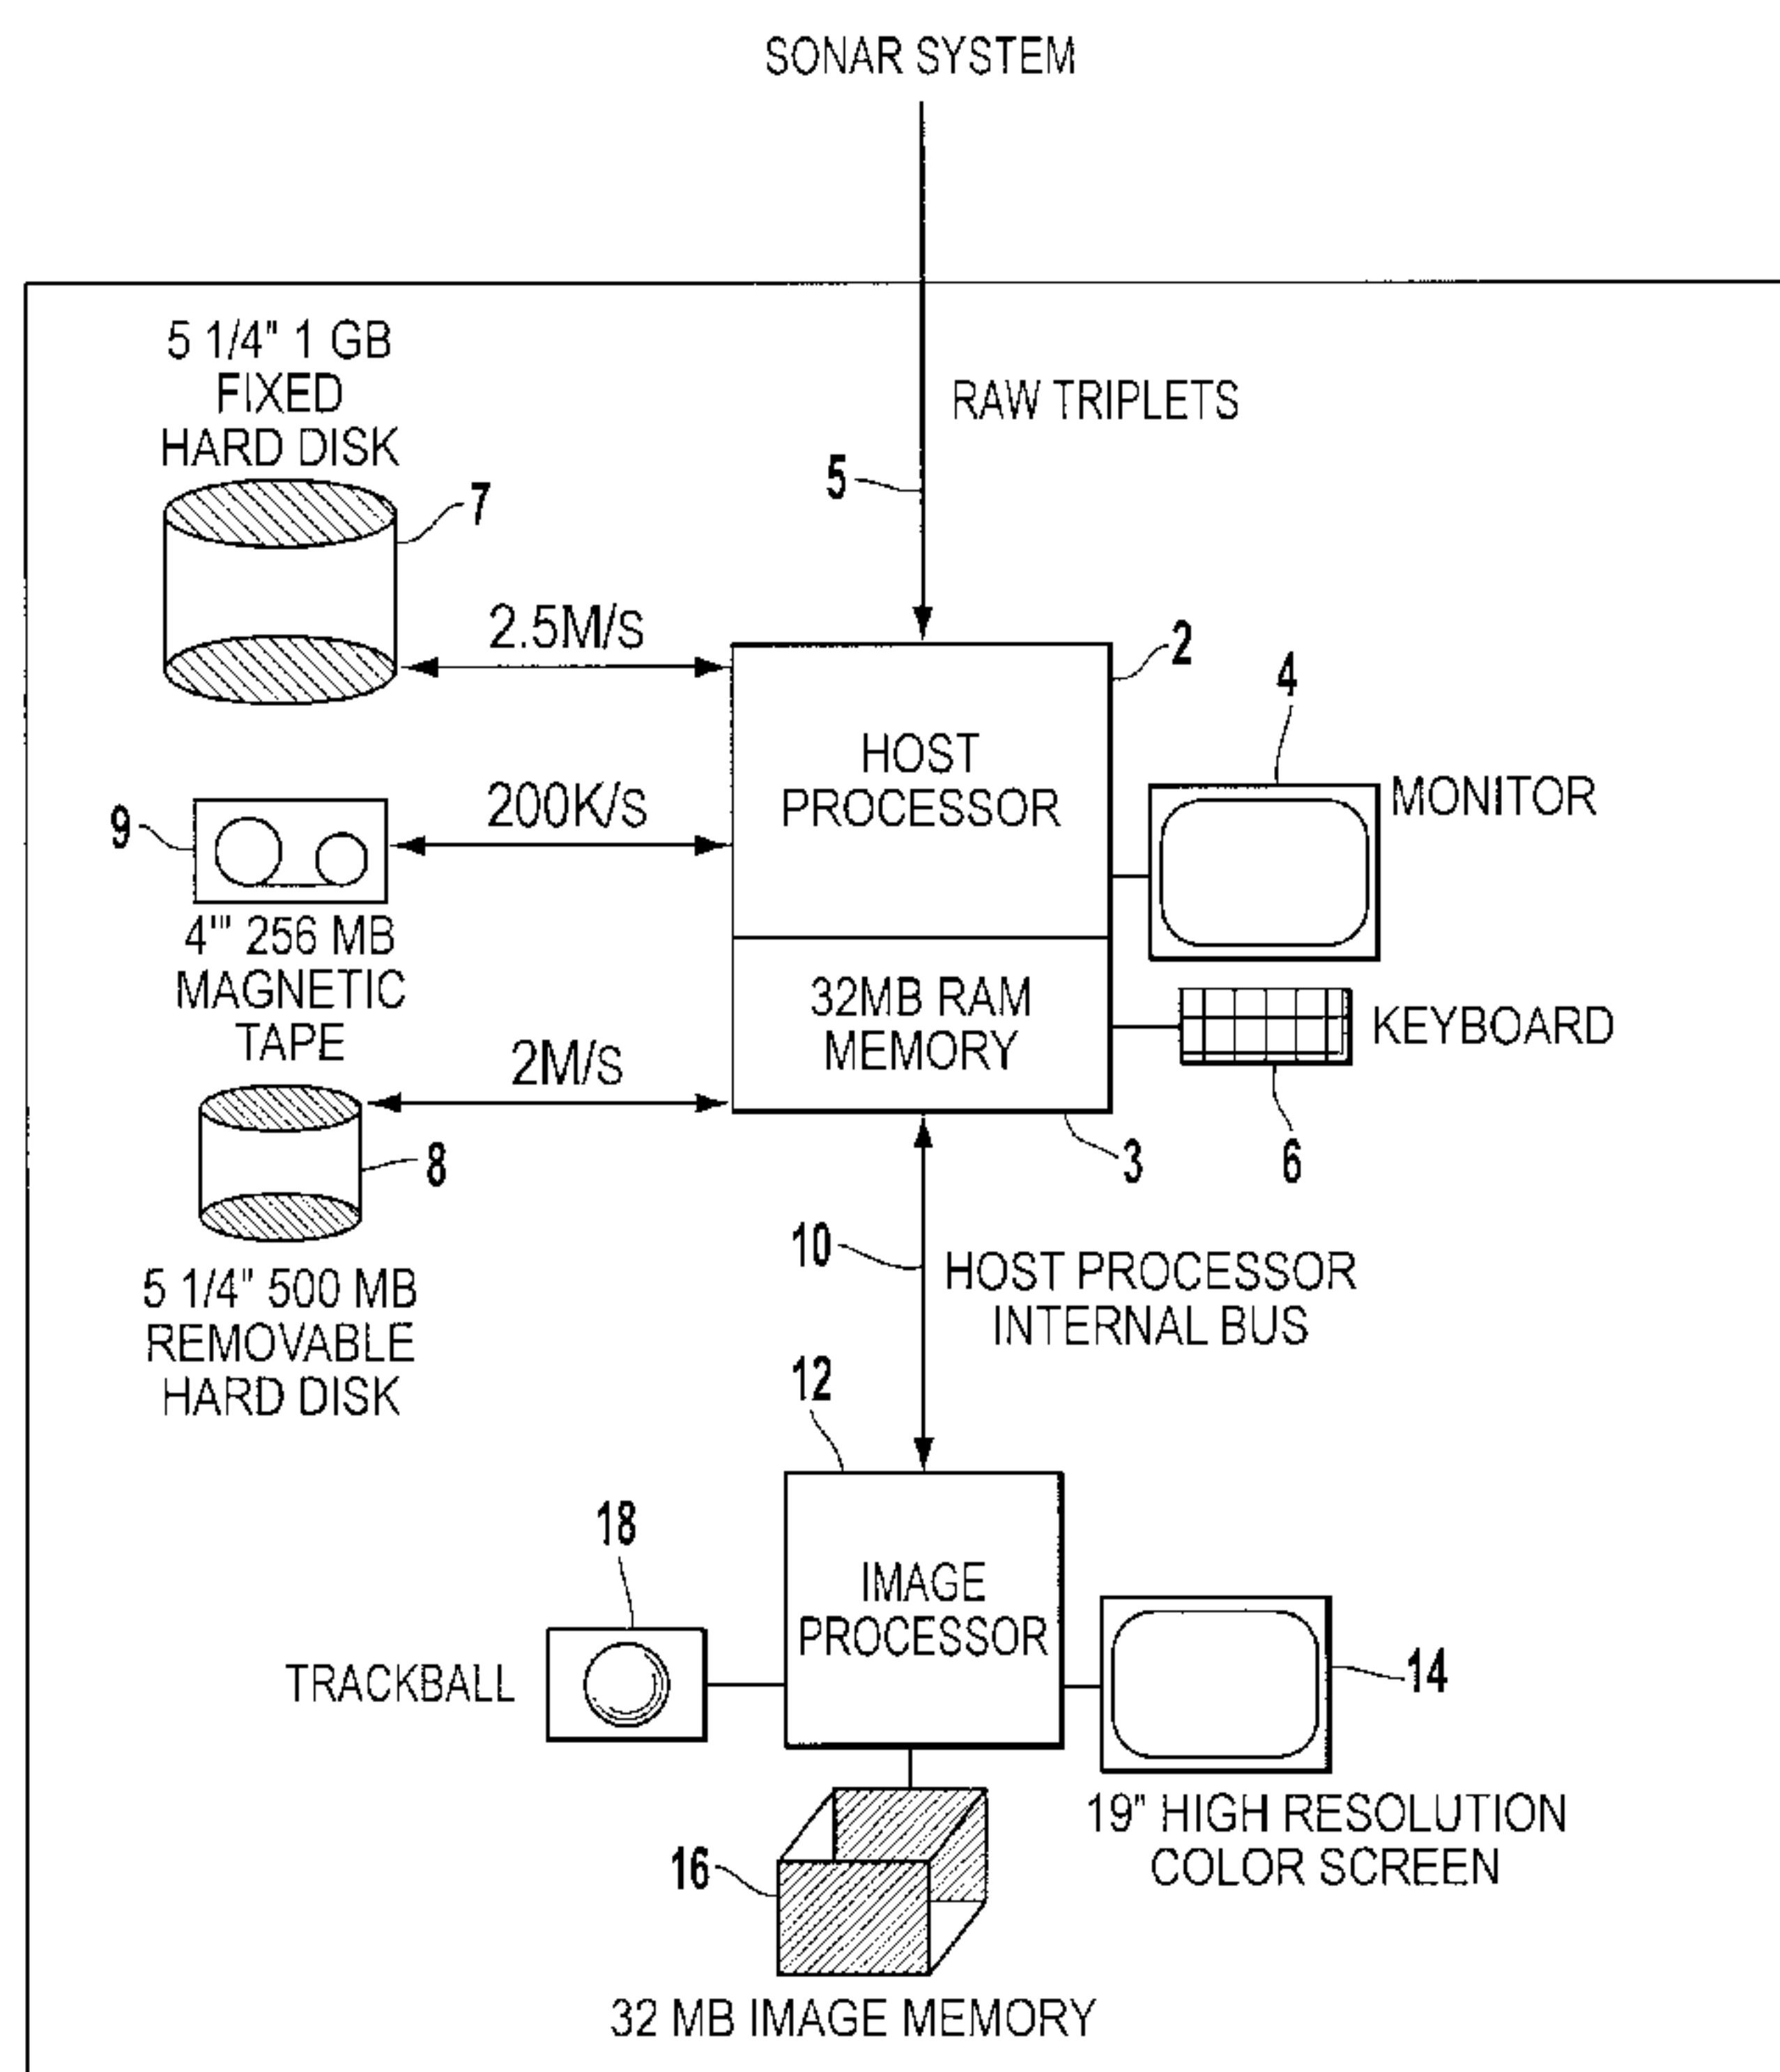 SONAR SYSTEM
5 1/4" 1 GB
FIXED
HARD DISK
RAW TRIPLETS
5
7
2.5M/S
2
4
HOST
PROCESSOR
MONITOR
200K/S
9
4'" 256 MB
MAGNETIC
TAPE
32MB RAM
MEMORY
KEYBOARD
2M/S
8
3
6
5 1/4" 500 MB
REMOVABLE
HARD DISK
10
HOST PROCESSOR
INTERNAL BUS
12
18
IMAGE
PROCESSOR
TRACKBALL
14
19" HIGH RESOLUTION
COLOR SCREEN
16
32 MB IMAGE MEMORY